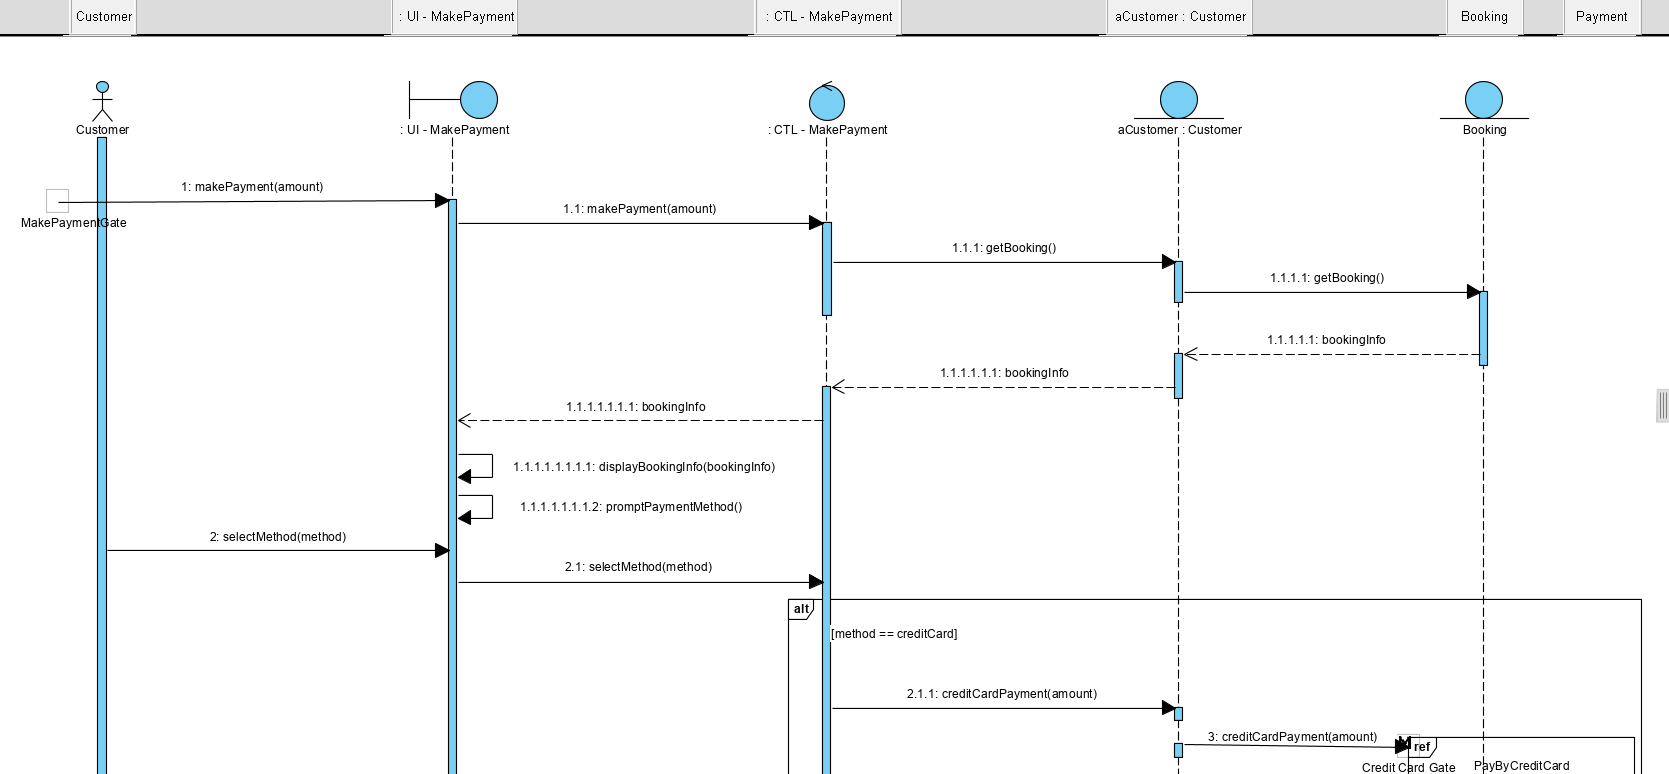 Customer
: UI - MakePayment
: CTL - MakePayment
aCustomer : Customer
Booking
Payment
Customer
: UI - MakePayment
: CTL - MakePayment
aCustomer : Customer
Booking
1: makePayment(amount)
MakePaymentGate
1.1: makePayment(amount)
1.1.1: getBooking()
1.1.1.1: getBooking()
1.1.1.1.1: bookingInfo
1.1.1.1.1.1: bookingInfo
1.1.1.1.1.1.1: bookingInfo
1.1.1.1.1.1.1.1: displayBookingInfo(bookingInfo)
1.1.1.1.1.1.1.2: promptPaymentMethod()
2: selectMethod(method)
2.1: selectMethod(method)
alt
[method == creditCard]
2.1.1: creditCardPayment(amount)
3: creditCardPayment(amount)
ref
Credit Card Gate
PayByCreditCard